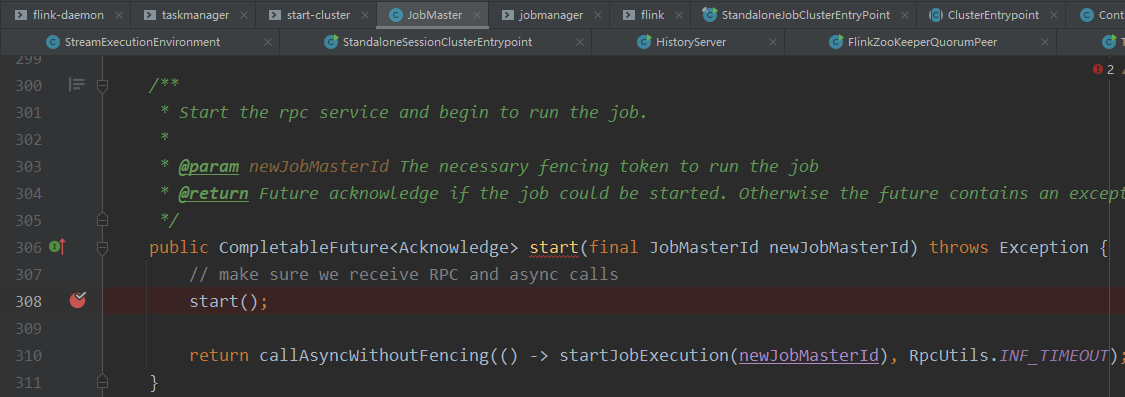 flink-daemon taskmanager start-cluster JobMaster jobmanager flink StandaloneJobClusterEntryPoint ClusterEntrypoint Cont
StreamExecutionEnvironment StandaloneSessionClusterEntrypoint HistoryServer FlinkZooKeeperQuorumPeer T
299
2
300 /**
301 * Start the rpc service and begin to run the job.
302 *
303 * @param newJobMasterId The necessary fencing token to run the job
304 * @return Future acknowledge if the job could be started. Otherwise the future contains an except
305 */
306 public CompletableFuture<Acknowledge> start(final JobMasterId newJobMasterId) throws Exception {
307 // make sure we receive RPC and async calls
308 start();
309
310 return callAsyncWithoutFencing(() -> startJobExecution(newJobMasterId), RpcUtils.INF_TIMEOUT);
311 }